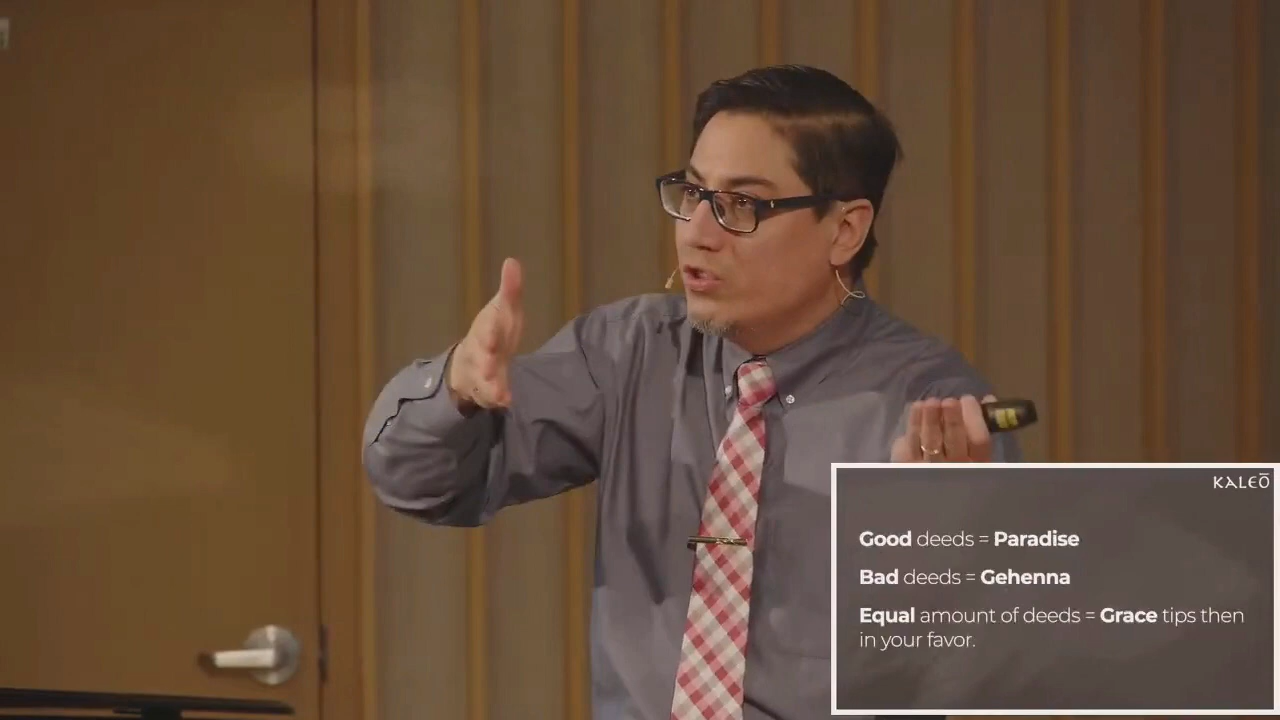 KALEŌ
Good deeds = Paradise
Bad deeds = Gehenna
Equal amount of deeds = Grace tips then
in your favor.